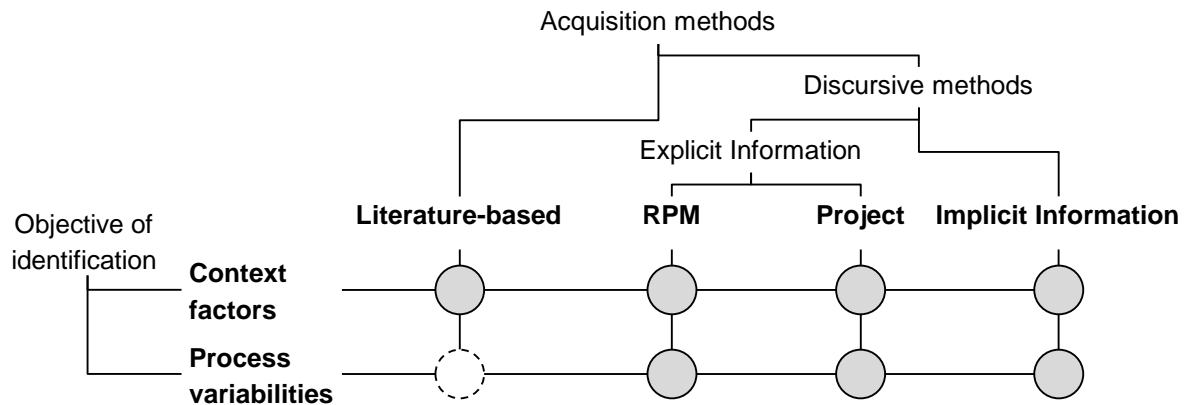 Acquisition methods
Discursive methods
Explicit Information
Literature-based RPM Project Implicit Information
Objective of
identification
Context
factors
Process
variabilities